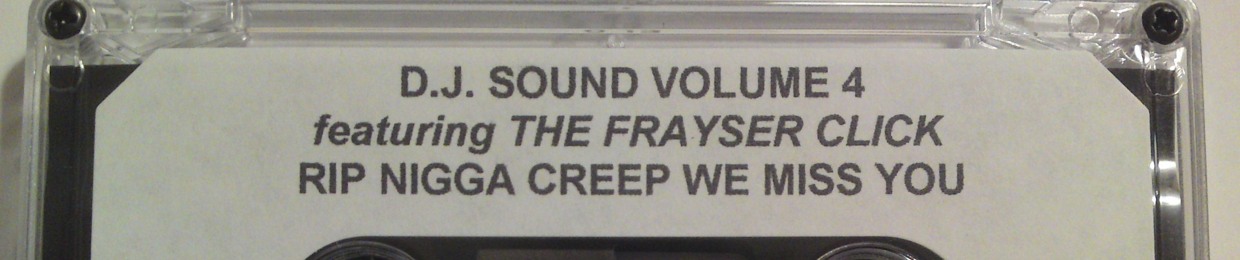 D.J. SOUND VOLUME 4
featuring THE FRAYSER CLICK
RIP NIGGA CREEP WE MISS YOU